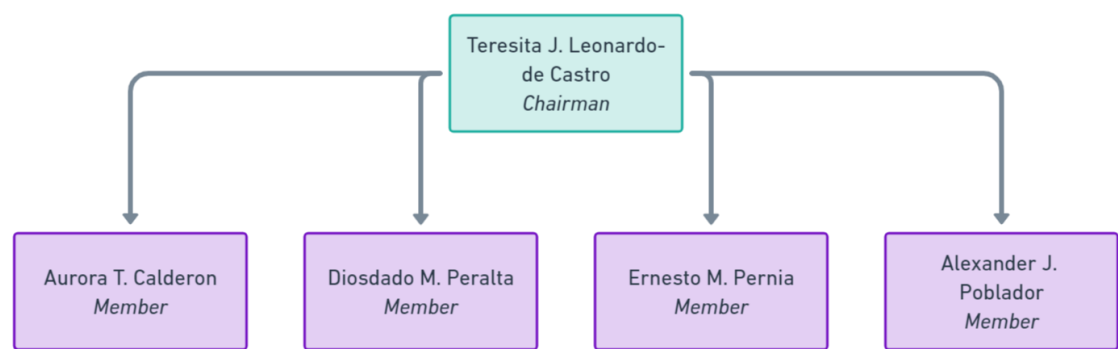 Teresita J. Leonardo-
de Castro
Chairman
Aurora T. Calderon
Member
Diosdado M. Peralta
Member
Ernesto M. Pernia
Member
Alexander J.
Poblador
Member